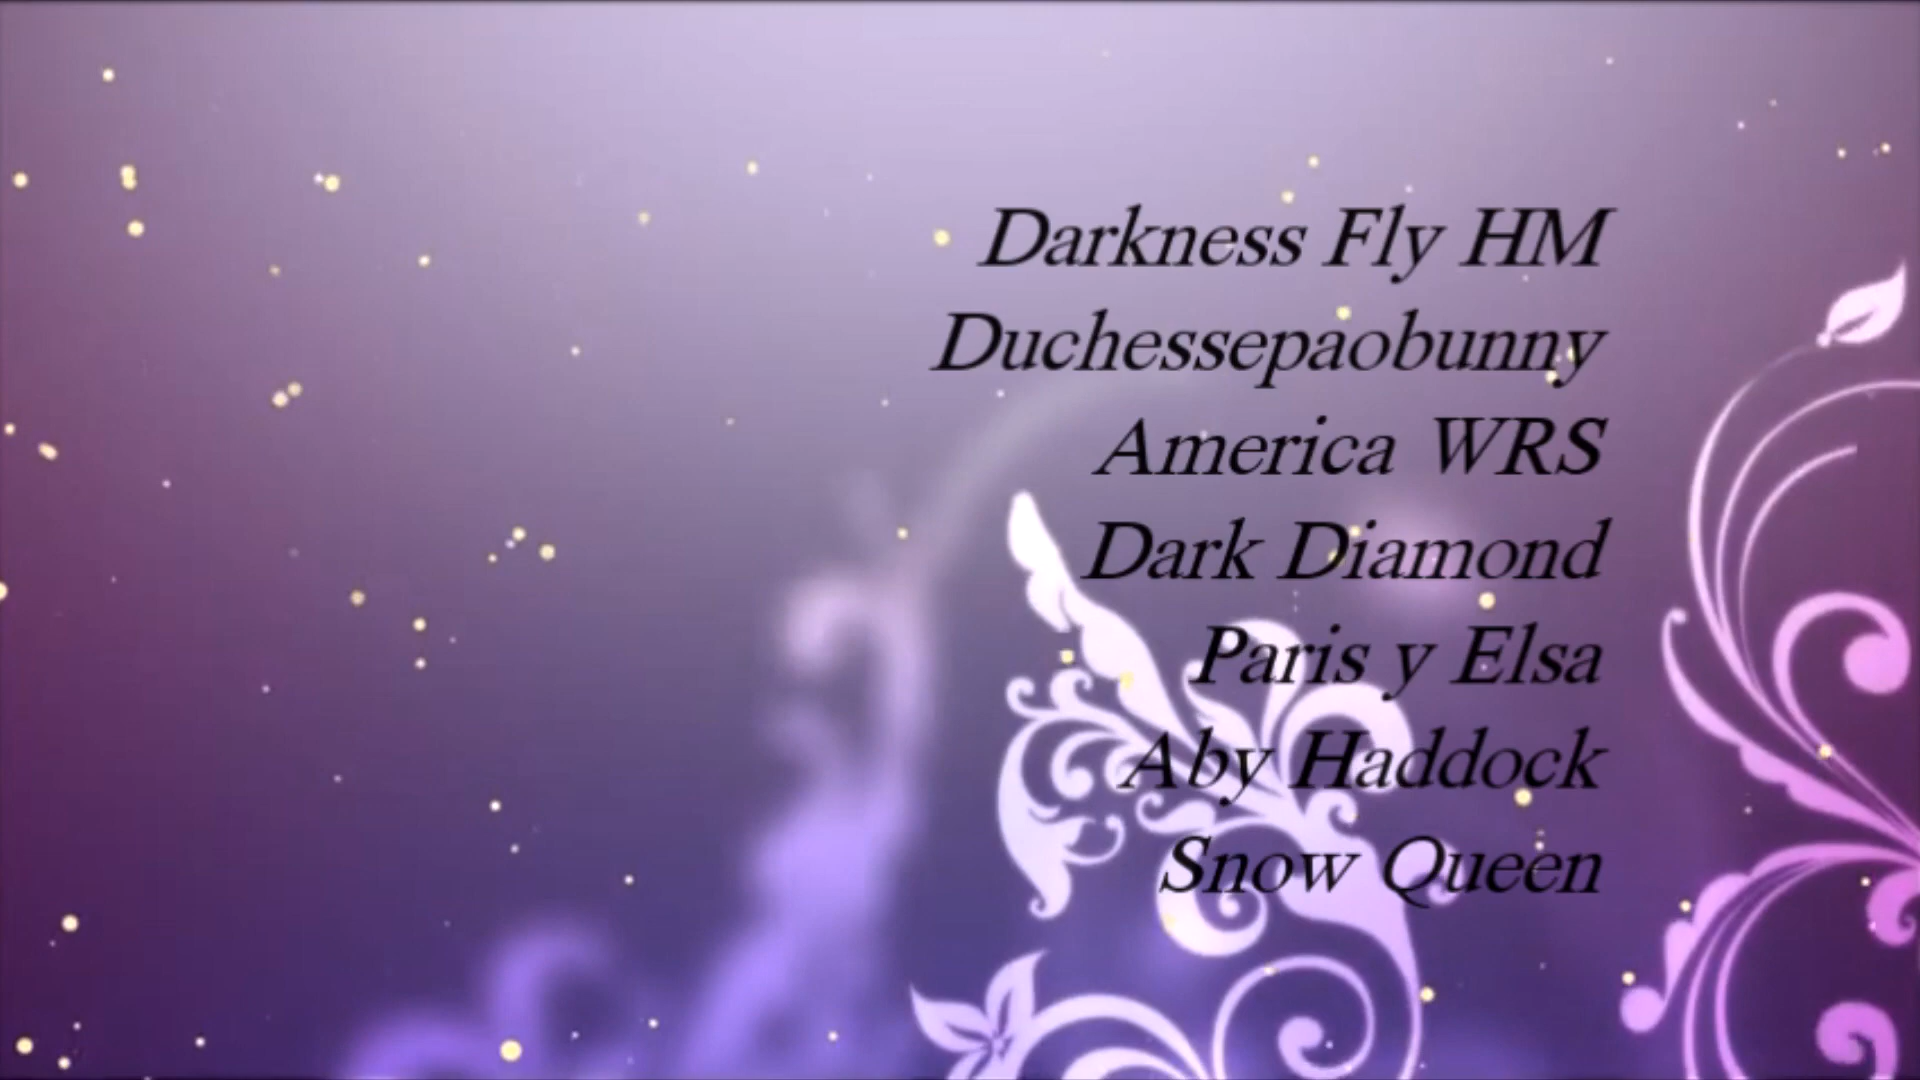 Darkness Fly HM
Duchessepaobunny
America WRS
Dark Diamond
Paris y Elsa
Aby Haddock
Snow Queen